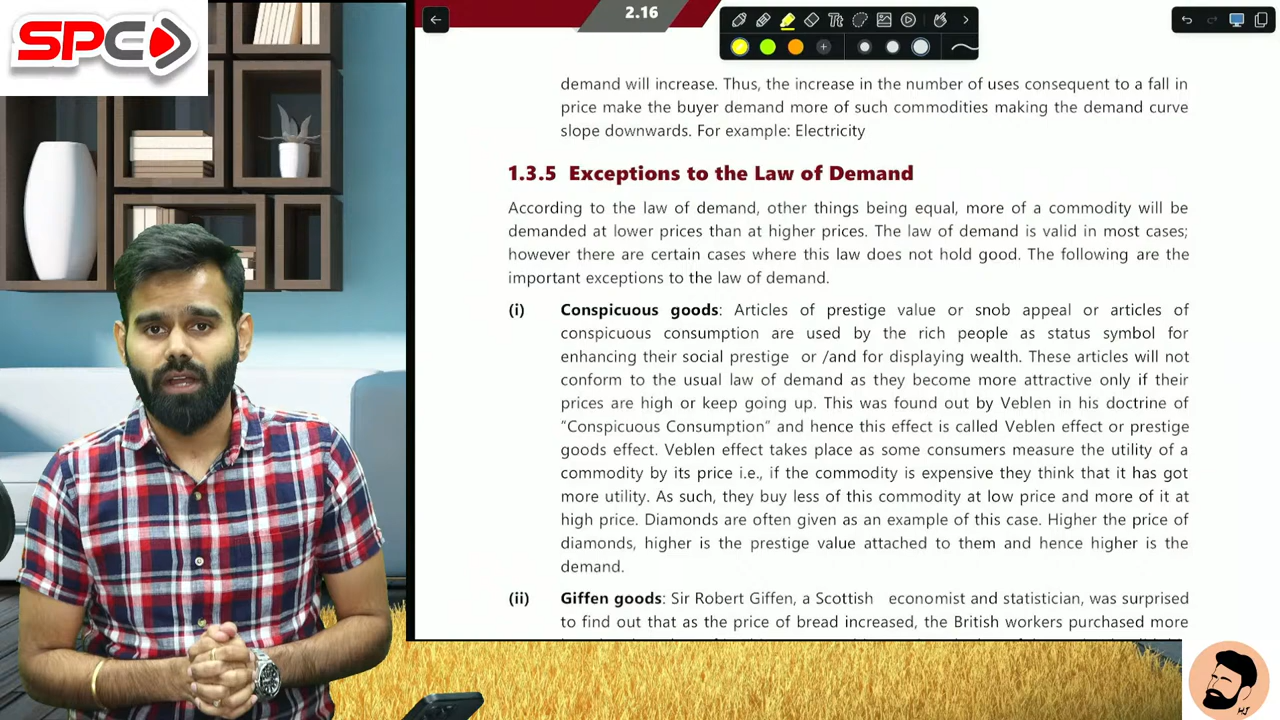 SPC
2.16
demand will increase. Thus, the increase in the number of uses consequent to a fall in
price make the buyer demand more of such commodities making the demand curve
slope downwards. For example: Electricity
1.3.5 Exceptions to the Law of Demand
According to the law of demand, other things being equal, more of a commodity will be
demanded at lower prices than at higher prices. The law of demand is valid in most cases;
however there are certain cases where this law does not hold good. The following are the
important exceptions to the law of demand.
(i) Conspicuous goods: Articles of prestige value or snob appeal or articles of
conspicuous consumption are used by the rich people as status symbol for
enhancing their social prestige or /and for displaying wealth. These articles will not
conform to the usual law of demand as they become more attractive only if their
prices are high or keep going up. This was found out by Veblen in his doctrine of
"Conspicuous Consumption" and hence this effect is called Veblen effect or prestige
goods effect. Veblen effect takes place as some consumers measure the utility of a
commodity by its price i.e., if the commodity is expensive they think that it has got
more utility. As such, they buy less of this commodity at low price and more of it at
high price. Diamonds are often given as an example of this case. Higher the price of
diamonds, higher is the prestige value attached to them and hence higher is the
demand.
(ii) Giffen goods: Sir Robert Giffen, a Scottish economist and statistician, was surprised
to find out that as the price of bread increased, the British workers purchased more
HJ